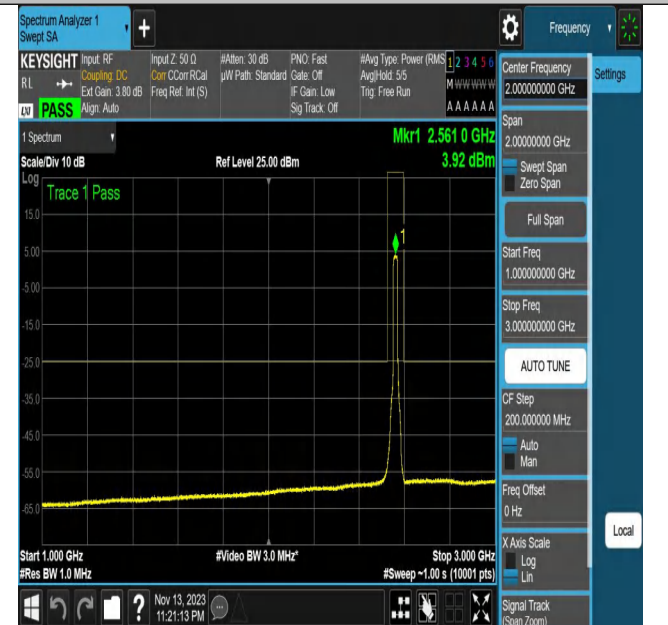 Spectrum Analyzer 1
Swept SA
+
Frequency
KEYSIGHT
RL
PASS
Input: RF
Coupling: DC
Ext Gain: 3.80 dB
Align: Auto
Input Z: 50 Ω
Corr CCorr RCal
Freq Ref: Int (S)
#Atten: 30 dB
µW Path: Standard
PNO: Fast
Gate: Off
IF Gain: Low
Sig Track: Off
#Avg Type: Power (RMS
Avg|Hold: 5/5
Trig: Free Run
1 2 3 4 5 6
M W W W W W
A A A A A A
1 Spectrum
Scale/Div 10 dB
Log
Ref Level 25.00 dBm
Mkr1 2.561 0 GHz
3.92 dBm
Trace 1 Pass
1
15.0
5.00
-5.00
-15.0
-25.0
-35.0
-45.0
-55.0
-65.0
Start 1.000 GHz
#Res BW 1.0 MHz
#Video BW 3.0 MHz*
Stop 3.000 GHz
#Sweep ~1.00 s (10001 pts)
Center Frequency
2.000000000 GHz
Settings
Span
2.00000000 GHz
Swept Span
Zero Span
Full Span
Start Freq
1.000000000 GHz
Stop Freq
3.000000000 GHz
AUTO TUNE
CF Step
200.000000 MHz
Auto
Man
Freq Offset
0 Hz
Local
X Axis Scale
Log
Lin
Signal Track
(Span Zoom)
?
Nov 13, 2023
11:21:13 PM